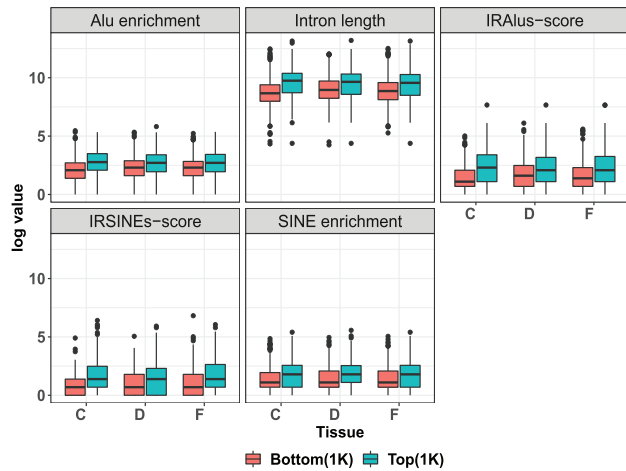 Alu enrichment Intron length IRAlus−score
10
5
0
C D F
IRSINEs−score SINE enrichment
10
5
0
C D F C D F
log value
Tissue
Bottom(1K) Top(1K)